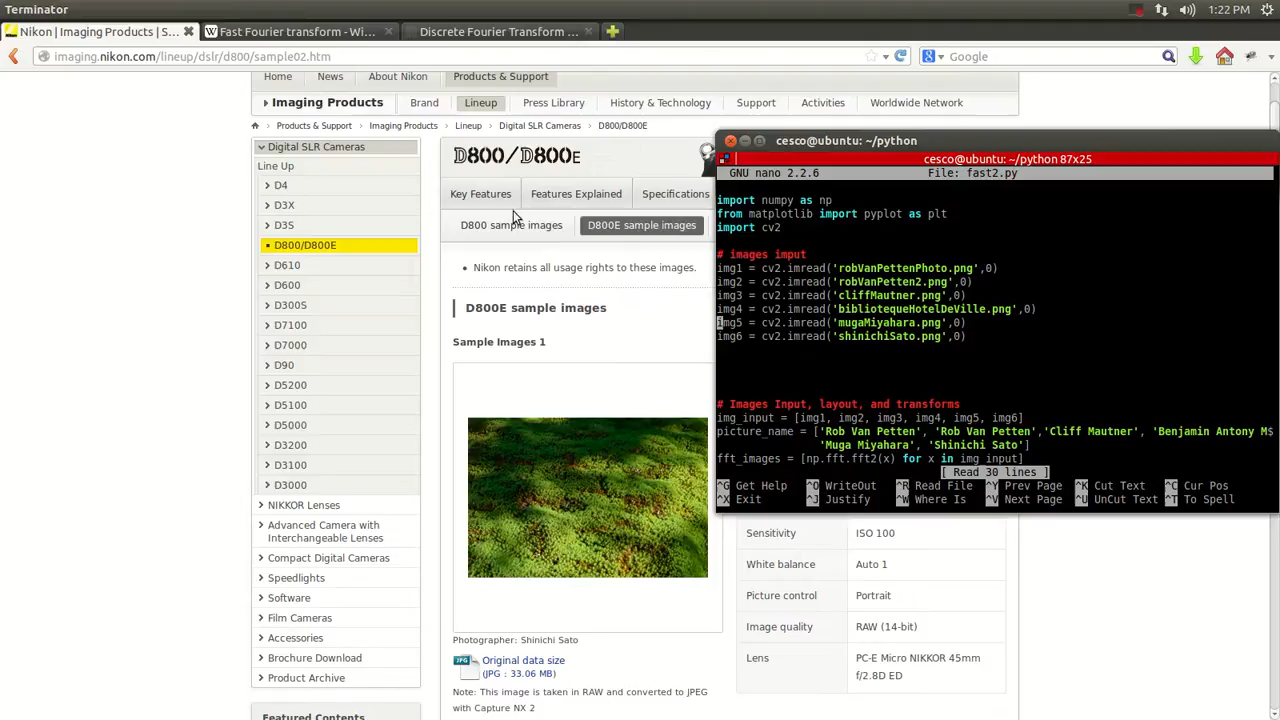 Terminator
1:22 PM
Nikon | Imaging Products | S...
Fast Fourier transform - Wi...
Discrete Fourier Transform ...
imaging.nikon.com/lineup/dslr/d800/sample02.htm
Google
Home
News
About Nikon
Products & Support
Imaging Products
Brand
Lineup
Press Library
History & Technology
Support
Activities
Worldwide Network
Products & Support
Imaging Products
Lineup
Digital SLR Cameras
D800/D800E
Digital SLR Cameras
Line Up
D4
D3X
D3S
D800/D800E
D610
D600
D300S
D7100
D7000
D90
D5200
D5100
D5000
D3200
D3100
D3000
NIKKOR Lenses
Advanced Camera with
Interchangeable Lenses
Compact Digital Cameras
Speedlights
Software
Film Cameras
Accessories
Brochure Download
Product Archive
Featured Contents
D800/D800E
Key Features
Features Explained
Specifications
D800 sample images
D800E sample images
Nikon retains all usage rights to these images.
D800E sample images
Sample Images 1
Photographer: Shinichi Sato
JPG
Original data size
(JPG : 33.06 MB)
Note: This image is taken in RAW and converted to JPEG
with Capture NX 2
Sensitivity ISO 100
White balance Auto 1
Picture control Portrait
Image quality RAW (14-bit)
Lens PC-E Micro NIKKOR 45mm
f/2.8D ED
cesco@ubuntu: ~/python
cesco@ubuntu: ~/python 87x25
GNU nano 2.2.6 File: fast2.py
import numpy as np
from matplotlib import pyplot as plt
import cv2
# images imput
img1 = cv2.imread('robVanPettenPhoto.png',0)
img2 = cv2.imread('robVanPetten2.png',0)
img3 = cv2.imread('cliffMautner.png',0)
img4 = cv2.imread('bibliotequeHotelDeVille.png',0)
img5 = cv2.imread('mugaMiyahara.png',0)
img6 = cv2.imread('shinichiSato.png',0)
# Images Input, layout, and transforms
img_input = [img1, img2, img3, img4, img5, img6]
picture_name = ['Rob Van Petten', 'Rob Van Petten','Cliff Mautner', 'Benjamin Antony M$
'Muga Miyahara', 'Shinichi Sato']
fft_images = [np.fft.fft2(x) for x in img_input]
[ Read 30 lines ]
^G Get Help ^O WriteOut ^R Read File ^Y Prev Page ^K Cut Text ^C Cur Pos
^X Exit ^J Justify ^W Where Is ^V Next Page ^U UnCut Text ^T To Spell